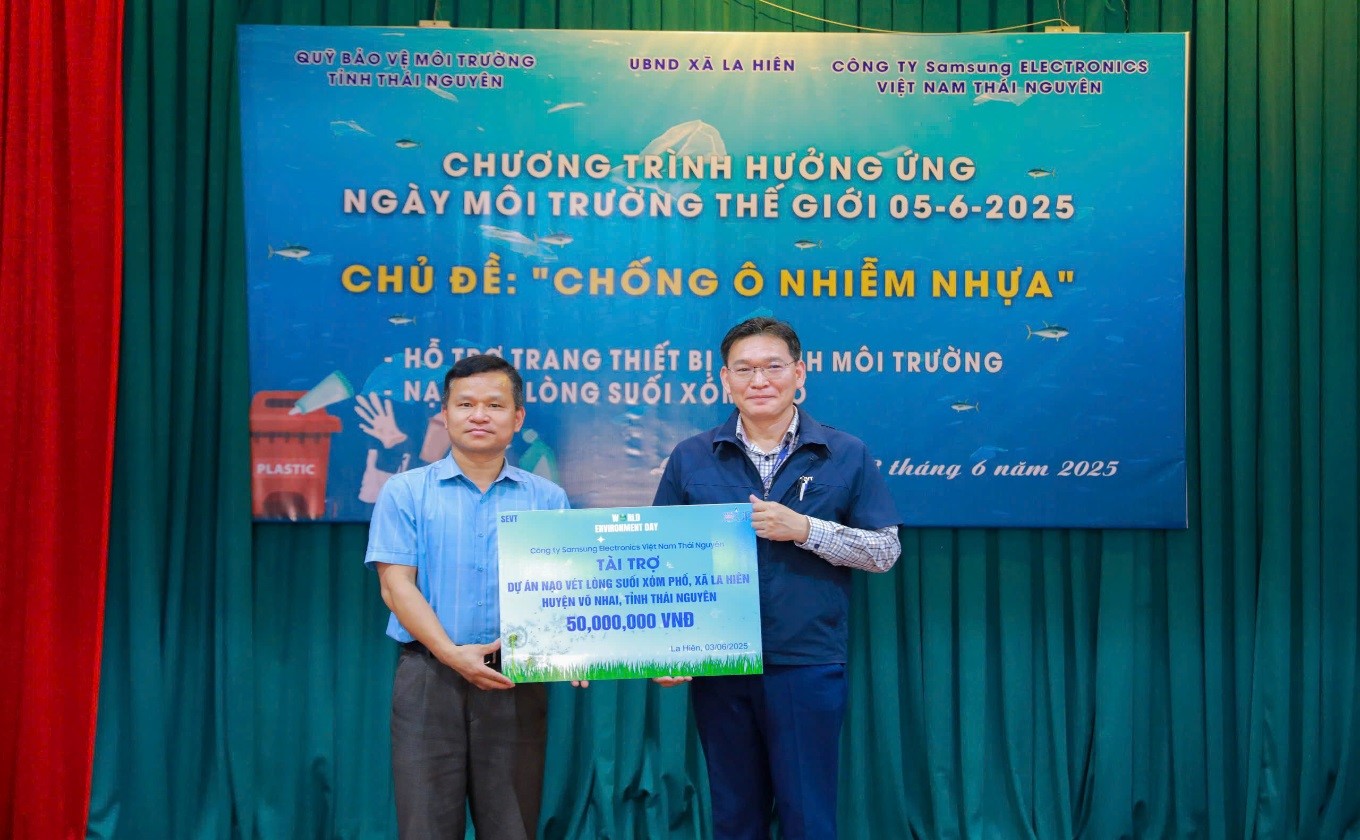 QUỸ BẢO VỆ MÔI TRƯỜNG
TỈNH THÁI NGUYÊN
UBND XÃ LA HIÊN
CÔNG TY Samsung ELECTRONICS
VIỆT NAM THÁI NGUYÊN
CHƯƠNG TRÌNH HƯỞNG ỨNG
NGÀY MÔI TRƯỜNG THẾ GIỚI 05-6-2025
CHỦ ĐỀ: "CHỐNG Ô NHIỄM NHỰA"
- HỖ TRỢ TRANG THIẾT BỊ MÔI TRƯỜNG
- LÒNG SUỐI
PLASTIC
tháng 6 năm 2025
SEVT
WORLD
ENVIRONMENT DAY
Công ty Samsung Electronics Việt Nam Thái Nguyên
TÀI TRỢ
DỰ ÁN NẠO VÉT LÒNG SUỐI XÓM PHỐ, XÃ LA HIÊN
HUYỆN VÕ NHAI, TỈNH THÁI NGUYÊN
50,000,000 VNĐ
La Hiên, 03/06/2025